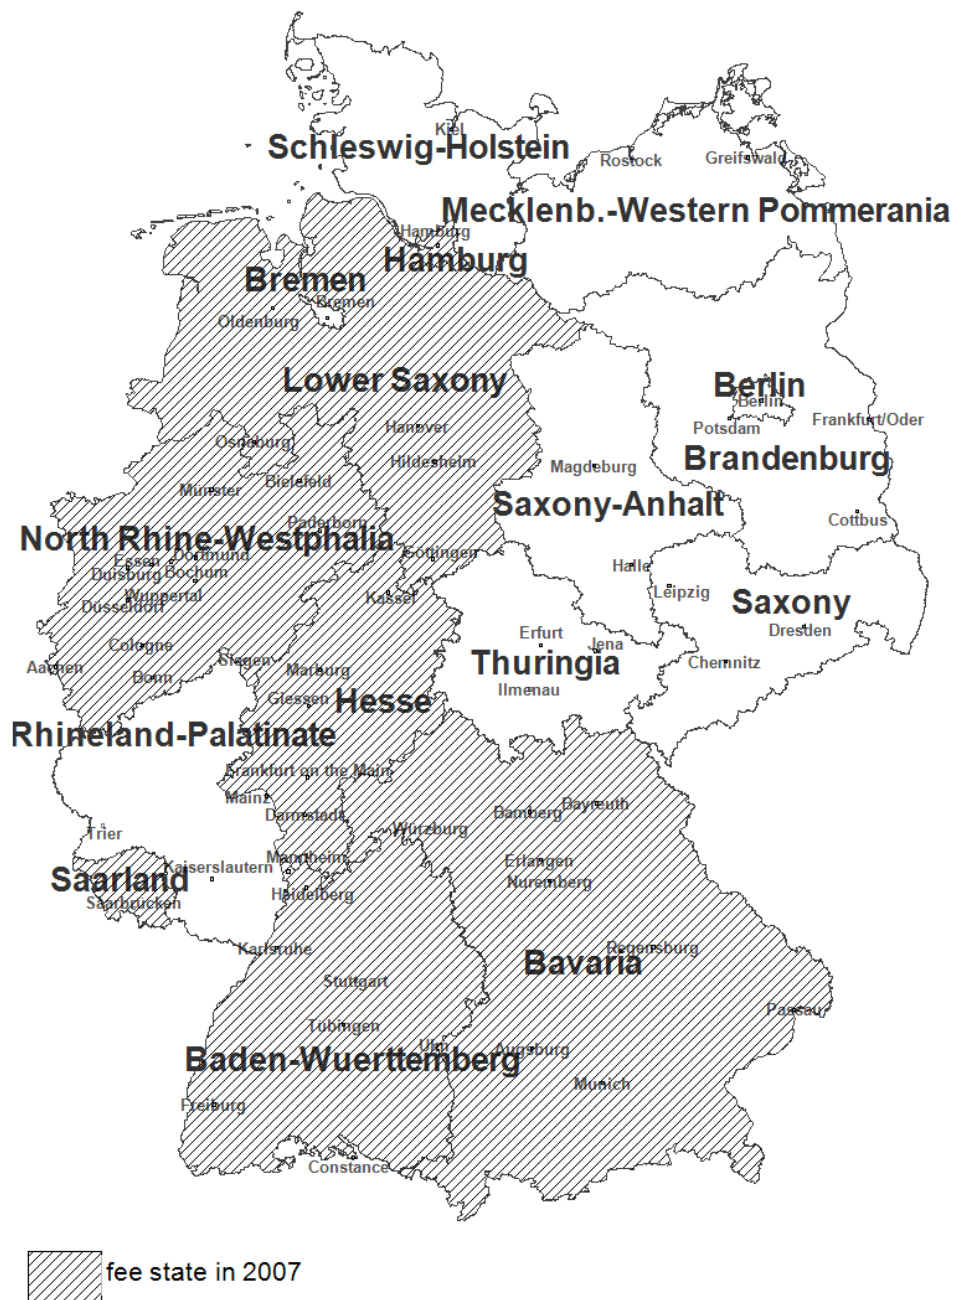 Kiel
Schleswig-Holstein
Rostock
Greifswald
Mecklenb.-Western Pommerania
Hamburg
Hamburg
Bremen
Bremen
Oldenburg
Lower Saxony
Berlin
Berlin
Potsdam
Frankfurt/Oder
Hanover
Osnaburg
Brandenburg
Hildesheim
Magdeburg
Bielefeld
Münster
Saxony-Anhalt
Cottbus
Paderborn
North Rhine-Westphalia
Göttingen
Dortmund
Essen
Duisburg
Bochum
Halle
Leipzig
Wuppertal
Düsseldorf
Kassel
Saxony
Dresden
Erfurt
Jena
Cologne
Siegen
Thuringia
Chemnitz
Aachen
Marburg
Bonn
Ilmenau
Giessen
Hesse
Rhineland-Palatinate
Frankfurt on the Main
Mainz
Darmstadt
Bamberg
Bayreuth
Trier
Würzburg
Mannheim
Erlangen
Kaiserslautern
Saarland
Nuremberg
Heidelberg
Saarbrücken
Karlsruhe
Regensburg
Bavaria
Stuttgart
Passau
Tübingen
Ulm
Augsburg
Baden-Wuerttemberg
Munich
Freiburg
Constance
fee state in 2007